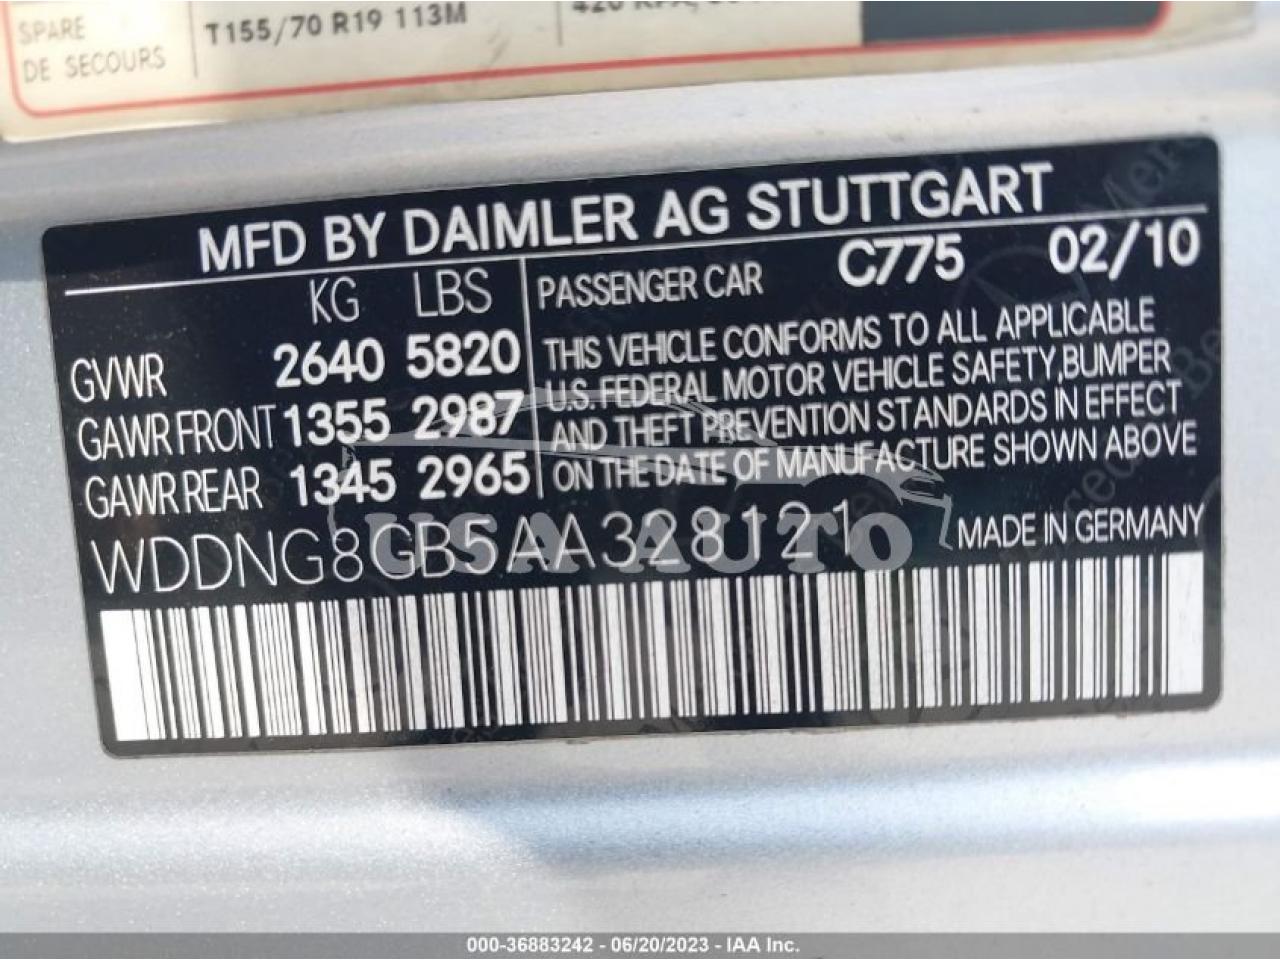 SPARE T155/70 R19 113M
DE SECOURS
MFD BY DAIMLER AG STUTTGART
KG LBS PASSENGER CAR C775 02/10
GVWR 2640 5820 THIS VEHICLE CONFORMS TO ALL APPLICABLE
GAWR FRONT 1355 2987 U.S. FEDERAL MOTOR VEHICLE SAFETY, BUMPER
AND THEFT PREVENTION STANDARDS IN EFFECT
GAWR REAR 1345 2965 ON THE DATE OF MANUFACTURE SHOWN ABOVE
WDDNG8GB5AA328121 MADE IN GERMANY
USA AUTO
000-36883242 - 06/20/2023 - IAA Inc.